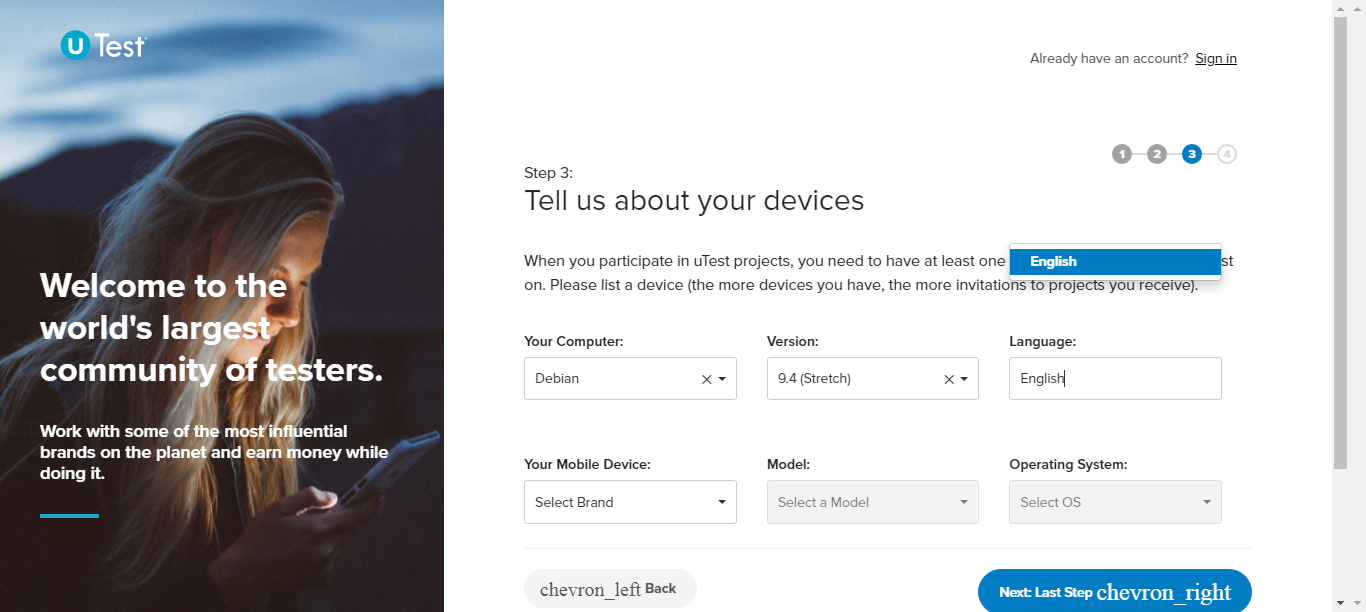 U Test
Already have an account? Sign in
1 2 3 4
Step 3:
Tell us about your devices
When you participate in uTest projects, you need to have at least one
English
st
on. Please list a device (the more devices you have, the more invitations to projects you receive).
Welcome to the
world's largest
community of testers.
Work with some of the most influential
brands on the planet and earn money while
doing it.
Your Computer: Version: Language:
Debian 9.4 (Stretch) English
Your Mobile Device: Model: Operating System:
Select Brand Select a Model Select OS
chevron_left Back
Next: Last Step chevron_right